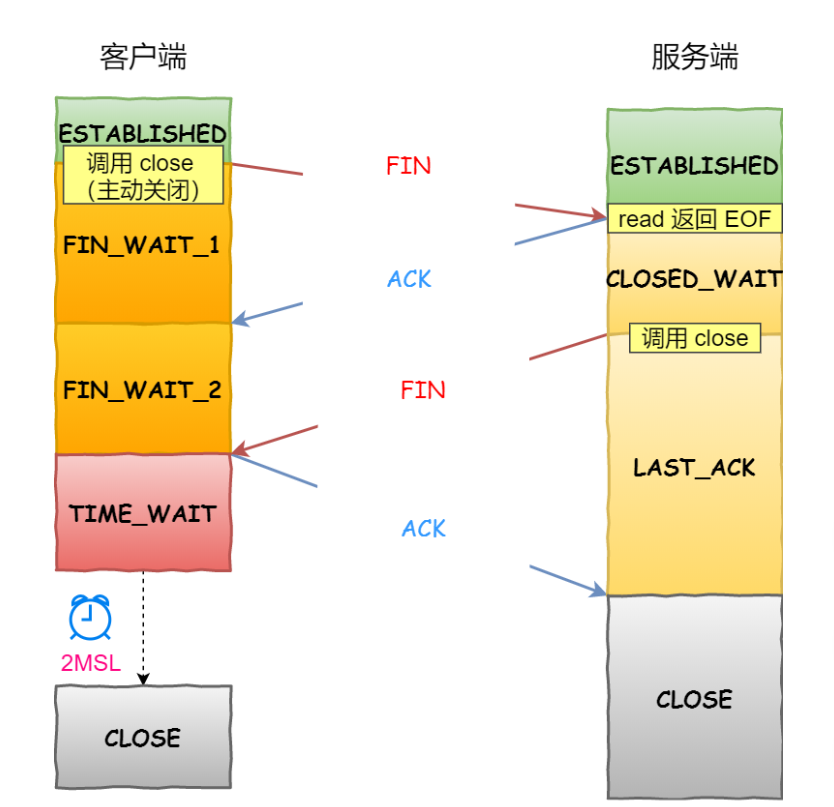 客户端
服务端
ESTABLISHED
调用 close
（主动关闭）
FIN
ESTABLISHED
read 返回 EOF
FIN_WAIT_1
ACK
CLOSED_WAIT
调用 close
FIN_WAIT_2
FIN
LAST_ACK
TIME_WAIT
ACK
2MSL
CLOSE
CLOSE